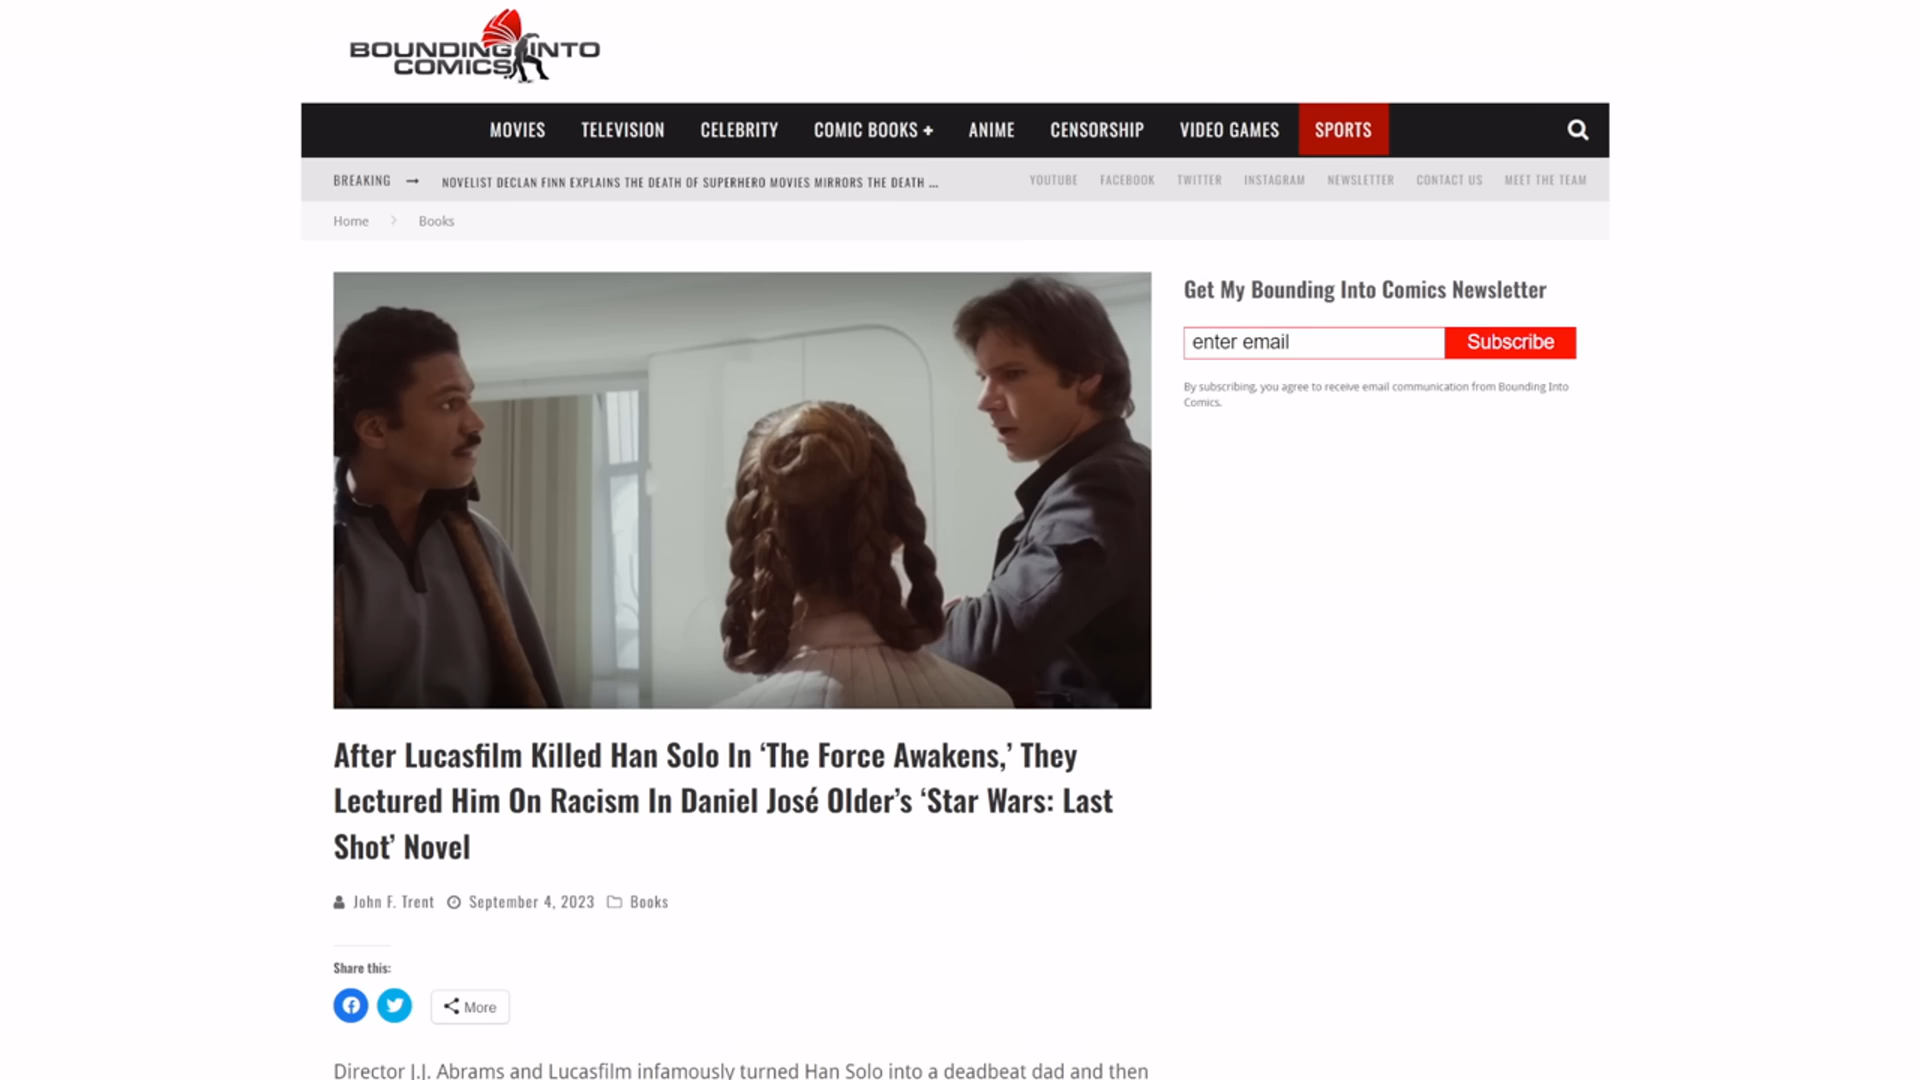 BOUNDING INTO
COMICS
MOVIES TELEVISION CELEBRITY COMIC BOOKS + ANIME CENSORSHIP VIDEO GAMES SPORTS
BREAKING → NOVELIST DECLAN FINN EXPLAINS THE DEATH OF SUPERHERO MOVIES MIRRORS THE DEATH ... YOUTUBE FACEBOOK TWITTER INSTAGRAM NEWSLETTER CONTACT US MEET THE TEAM
Home > Books
Get My Bounding Into Comics Newsletter
enter email Subscribe
By subscribing, you agree to receive email communication from Bounding Into
Comics.
After Lucasfilm Killed Han Solo In ‘The Force Awakens,’ They
Lectured Him On Racism In Daniel José Older’s ‘Star Wars: Last
Shot’ Novel
John F. Trent September 4, 2023 Books
Share this:
More
Director J.J. Abrams and Lucasfilm infamously turned Han Solo into a deadbeat dad and then